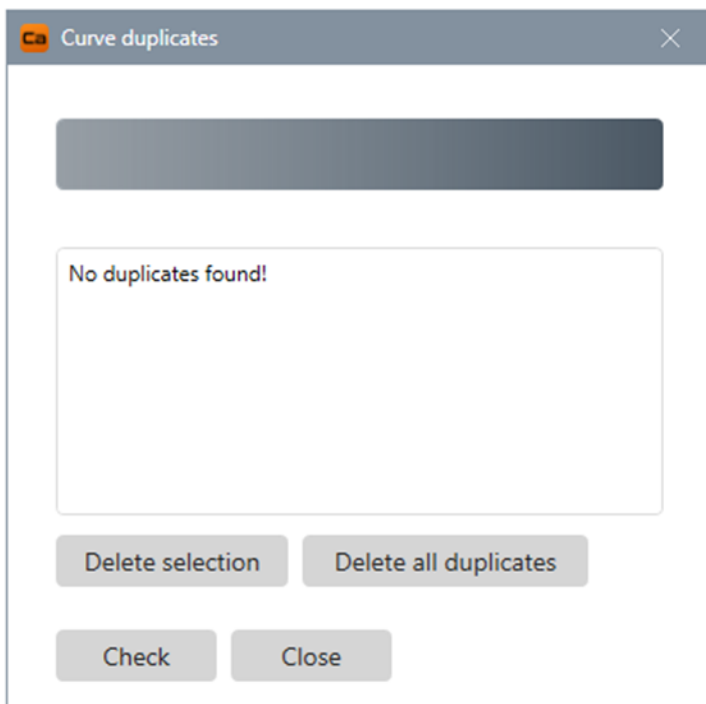 Ca Curve duplicates
No duplicates found!
Delete selection Delete all duplicates
Check Close